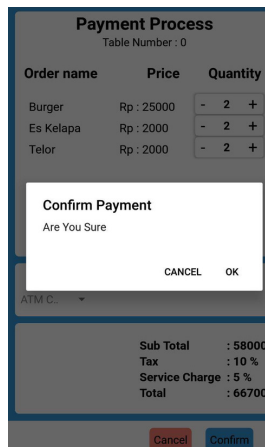 Payment Process
Table Number : 0
Order name Price Quantity
Burger Rp : 25000 - 2 +
Es Kelapa Rp : 2000 - 2 +
Telor Rp : 2000 - 2 +
Confirm Payment
Are You Sure
CANCEL OK
ATM C..
Sub Total : 58000
Tax : 10 %
Service Charge : 5 %
Total : 66700
Cancel Confirm